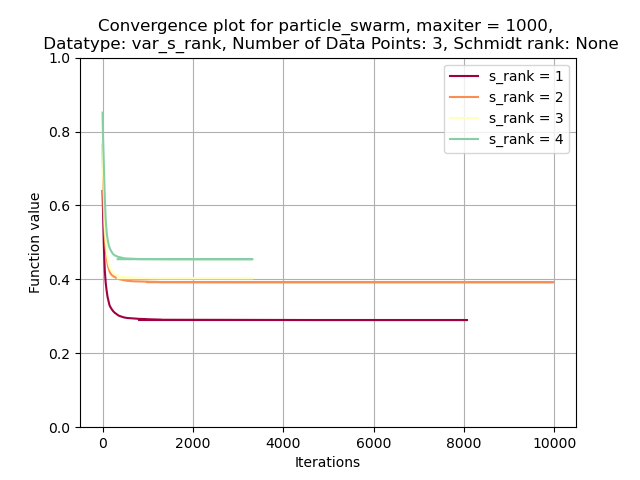 Convergence plot for particle_swarm, maxiter = 1000,
Datatype: var_s_rank, Number of Data Points: 3, Schmidt rank: None
1.0
0.8
0.6
0.4
0.2
0.0
Function value
s_rank = 1
s_rank = 2
s_rank = 3
s_rank = 4
0 2000 4000 6000 8000 10000
Iterations